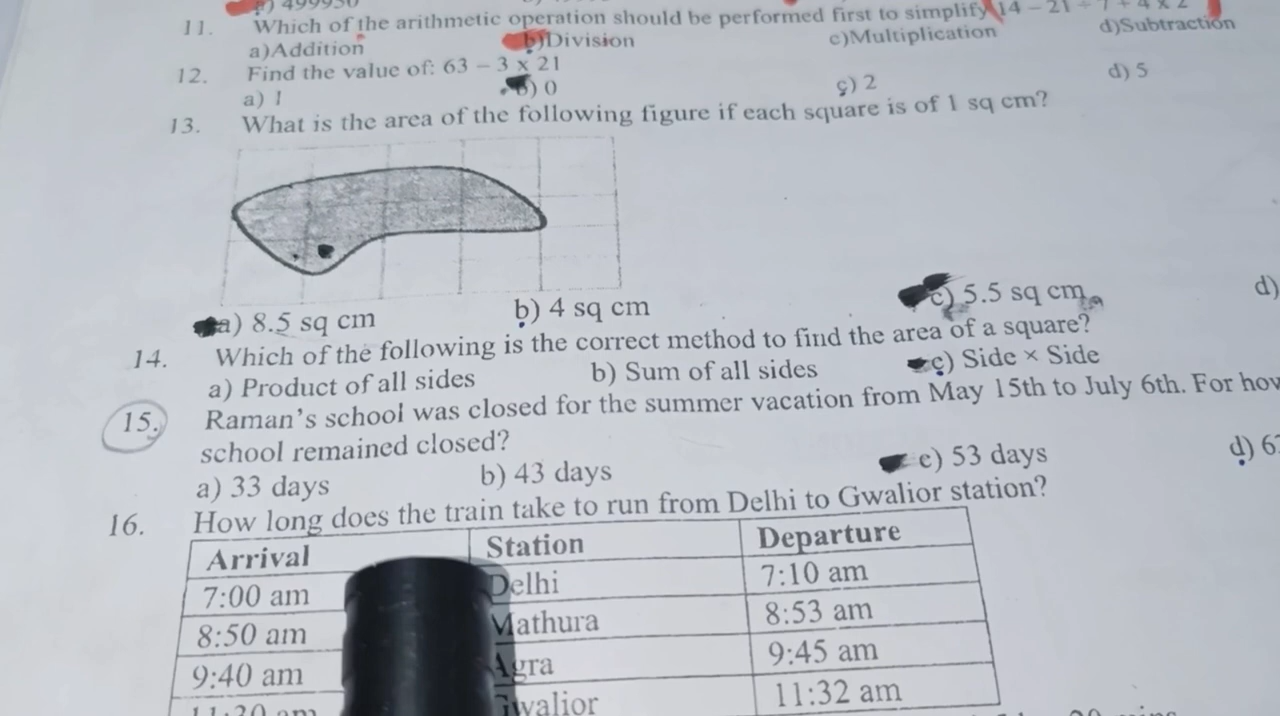 11. Which of the arithmetic operation should be performed first to simplify 14 – 21 ÷ 7 + 4 x 2
a)Addition b)Division c)Multiplication d)Subtraction
12. Find the value of: 63 – 3 x 21
a) 1 b) 0 c) 2 d) 5
13. What is the area of the following figure if each square is of 1 sq cm?
a) 8.5 sq cm b) 4 sq cm c) 5.5 sq cm d)
14. Which of the following is the correct method to find the area of a square?
a) Product of all sides b) Sum of all sides c) Side × Side
15. Raman's school was closed for the summer vacation from May 15th to July 6th. For
school remained closed?
a) 33 days b) 43 days c) 53 days d)
16. How long does the train take to run from Delhi to Gwalior station?
Arrival Station Departure
7:00 am Delhi 7:10 am
8:50 am Mathura 8:53 am
9:40 am Agra 9:45 am
Gwalior 11:32 am